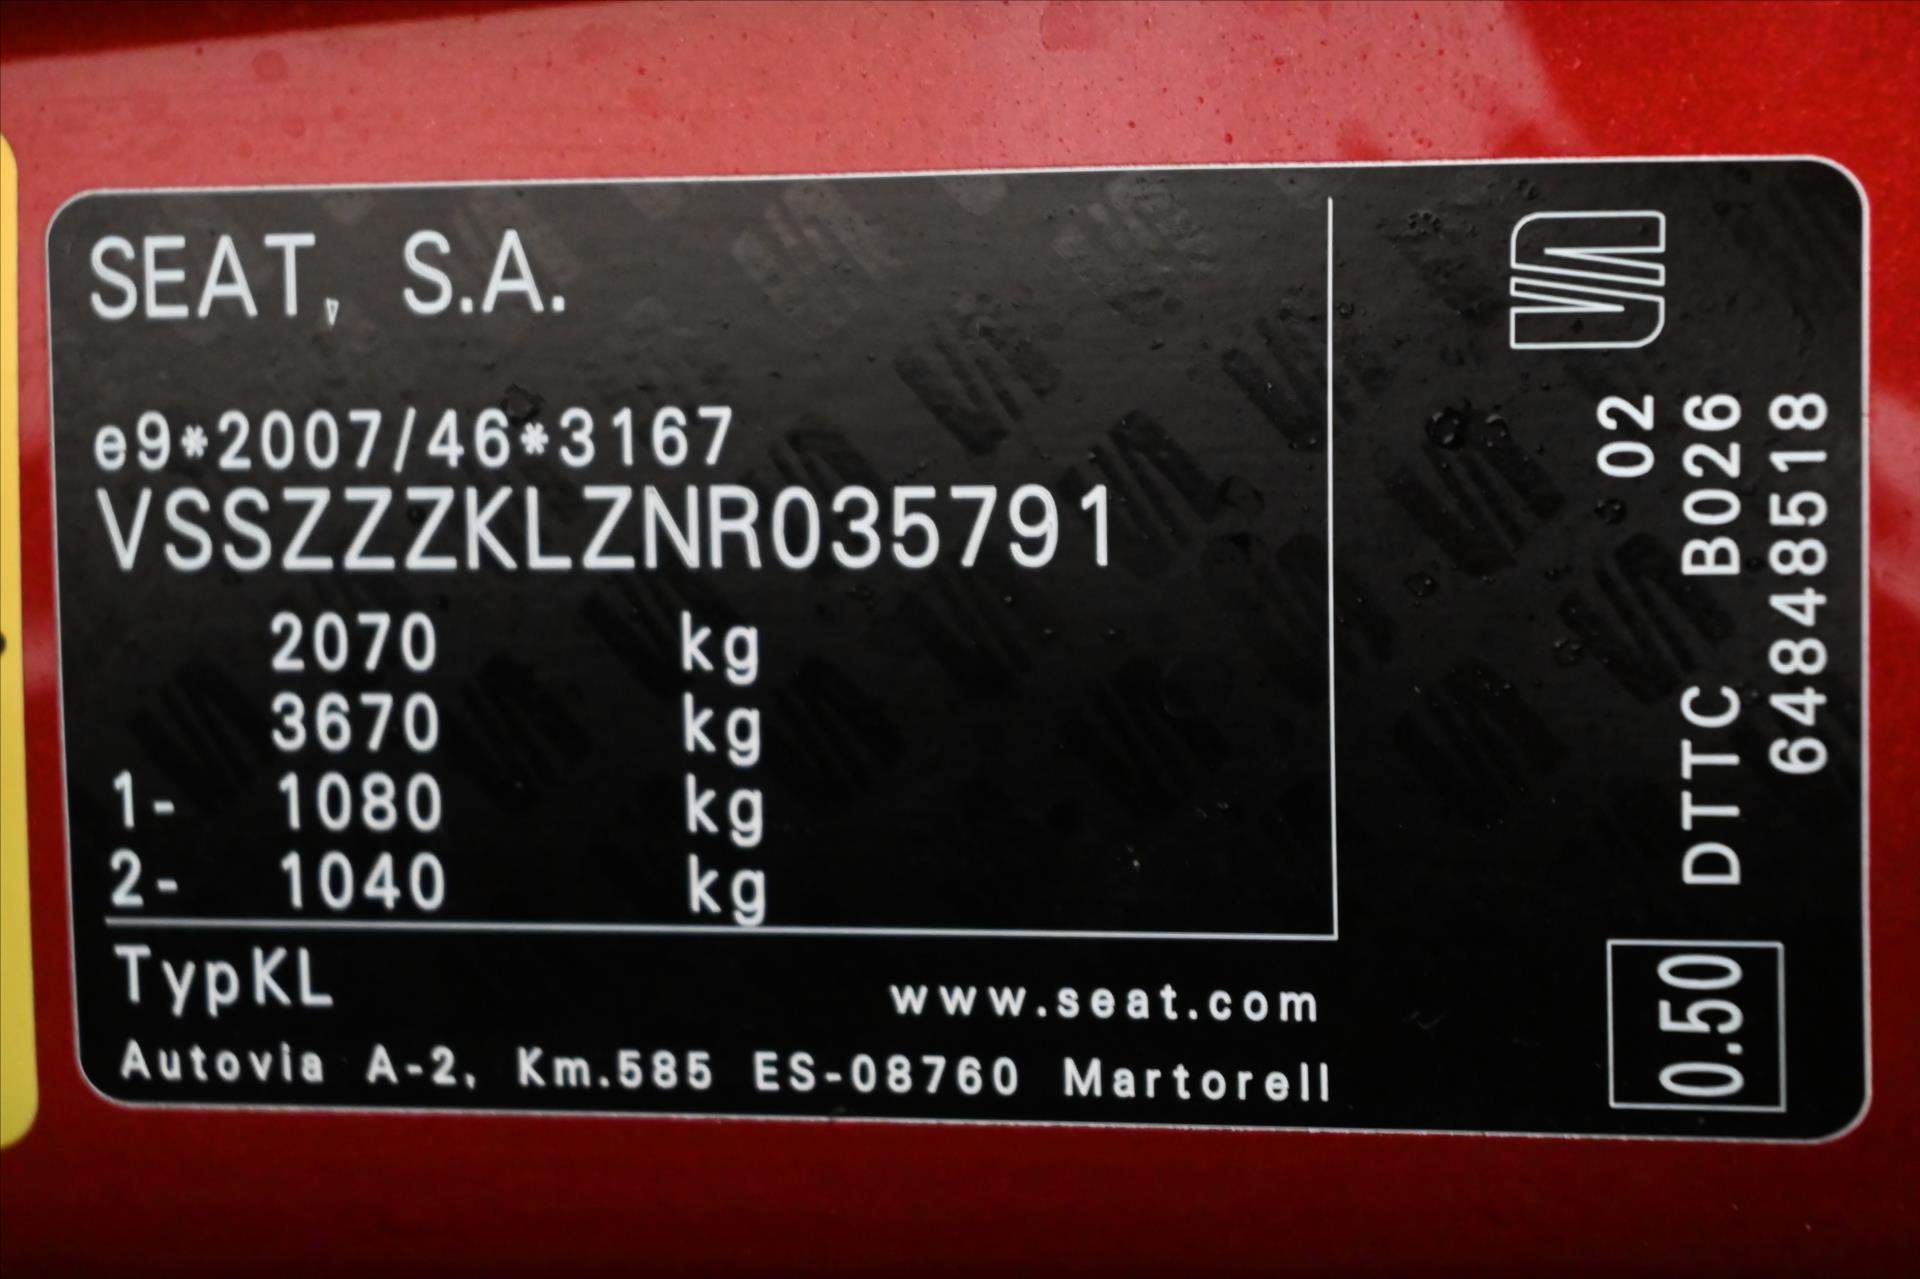 SEAT, S.A.
e9*2007/46*3167
VSSZZZKLZNR035791
2070 kg
3670 kg
1- 1080 kg
2- 1040 kg
TypKL
www.seat.com
Autovia A-2, Km.585 ES-08760 Martorell
02
DTTC B026
64848518
0.50